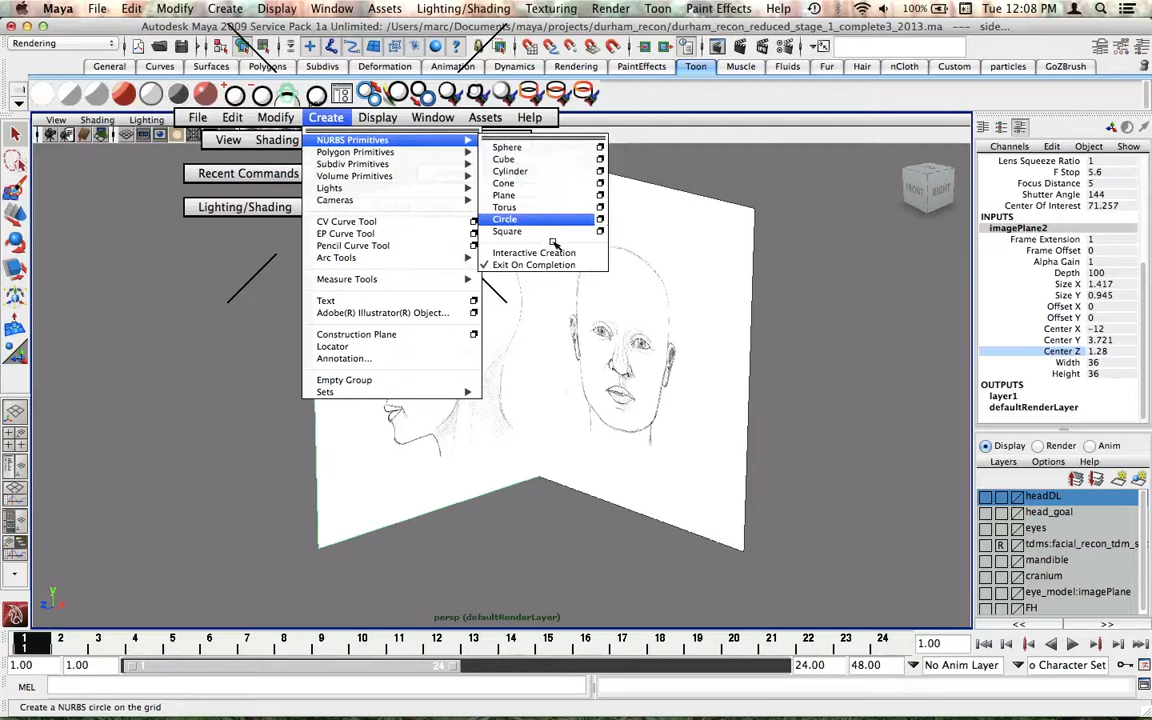 Maya File Edit Modify Create Display Window Assets Lighting/Shading Texturing Render Toon Paint Effects Help 100% Tue 12:08 PM
Autodesk Maya 2009 Service Pack 1a Unlimited: /Users/marc/Documents/maya/projects/durham_recon/durham_recon_reduced_stage_1_complete3_2013.ma --- side...
Rendering
General Curves Surfaces Polygons Subdivs Deformation Animation Dynamics Rendering PaintEffects Toon Muscle Fluids Fur Hair nCloth Custom particles GoZBrush
View Shading Lighting
File Edit Modify Create Display Window Assets Help
View Shading
Recent Commands
Lighting/Shading
NURBS Primitives
Polygon Primitives
Subdiv Primitives
Volume Primitives
Lights
Cameras
CV Curve Tool
EP Curve Tool
Pencil Curve Tool
Arc Tools
Measure Tools
Text
Adobe(R) Illustrator(R) Object...
Construction Plane
Locator
Annotation...
Empty Group
Sets
Sphere
Cube
Cylinder
Cone
Plane
Torus
Circle
Square
Interactive Creation
Exit On Completion
FRONT RIGHT
y
z x
persp (defaultRenderLayer)
Channels Edit Object Show
Lens Squeeze Ratio 1
F Stop 5.6
Focus Distance 5
Shutter Angle 144
Center Of Interest 71.257
INPUTS
imagePlane2
Frame Extension 1
Alpha Gain 1
Depth 100
Size X 1.417
Size Y 0.945
Offset X 0
Offset Y 0
Center X -12
Center Y 3.721
Center Z 1.28
Width 36
Height 36
OUTPUTS
layer1
defaultRenderLayer
Display Render Anim
Layers Options Help
headDL
head_goal
eyes
R tdms:facial_recon_tdm_s
mandible
cranium
eye_model:imagePlane
FH
<< >>
1 2 3 4 5 6 7 8 9 10 11 12 13 14 15 16 17 18 19 20 21 22 23 24 1.00
1
1.00 1.00 1 24 24.00 48.00 No Anim Layer o Character Set
MEL
Create a NURBS circle on the grid